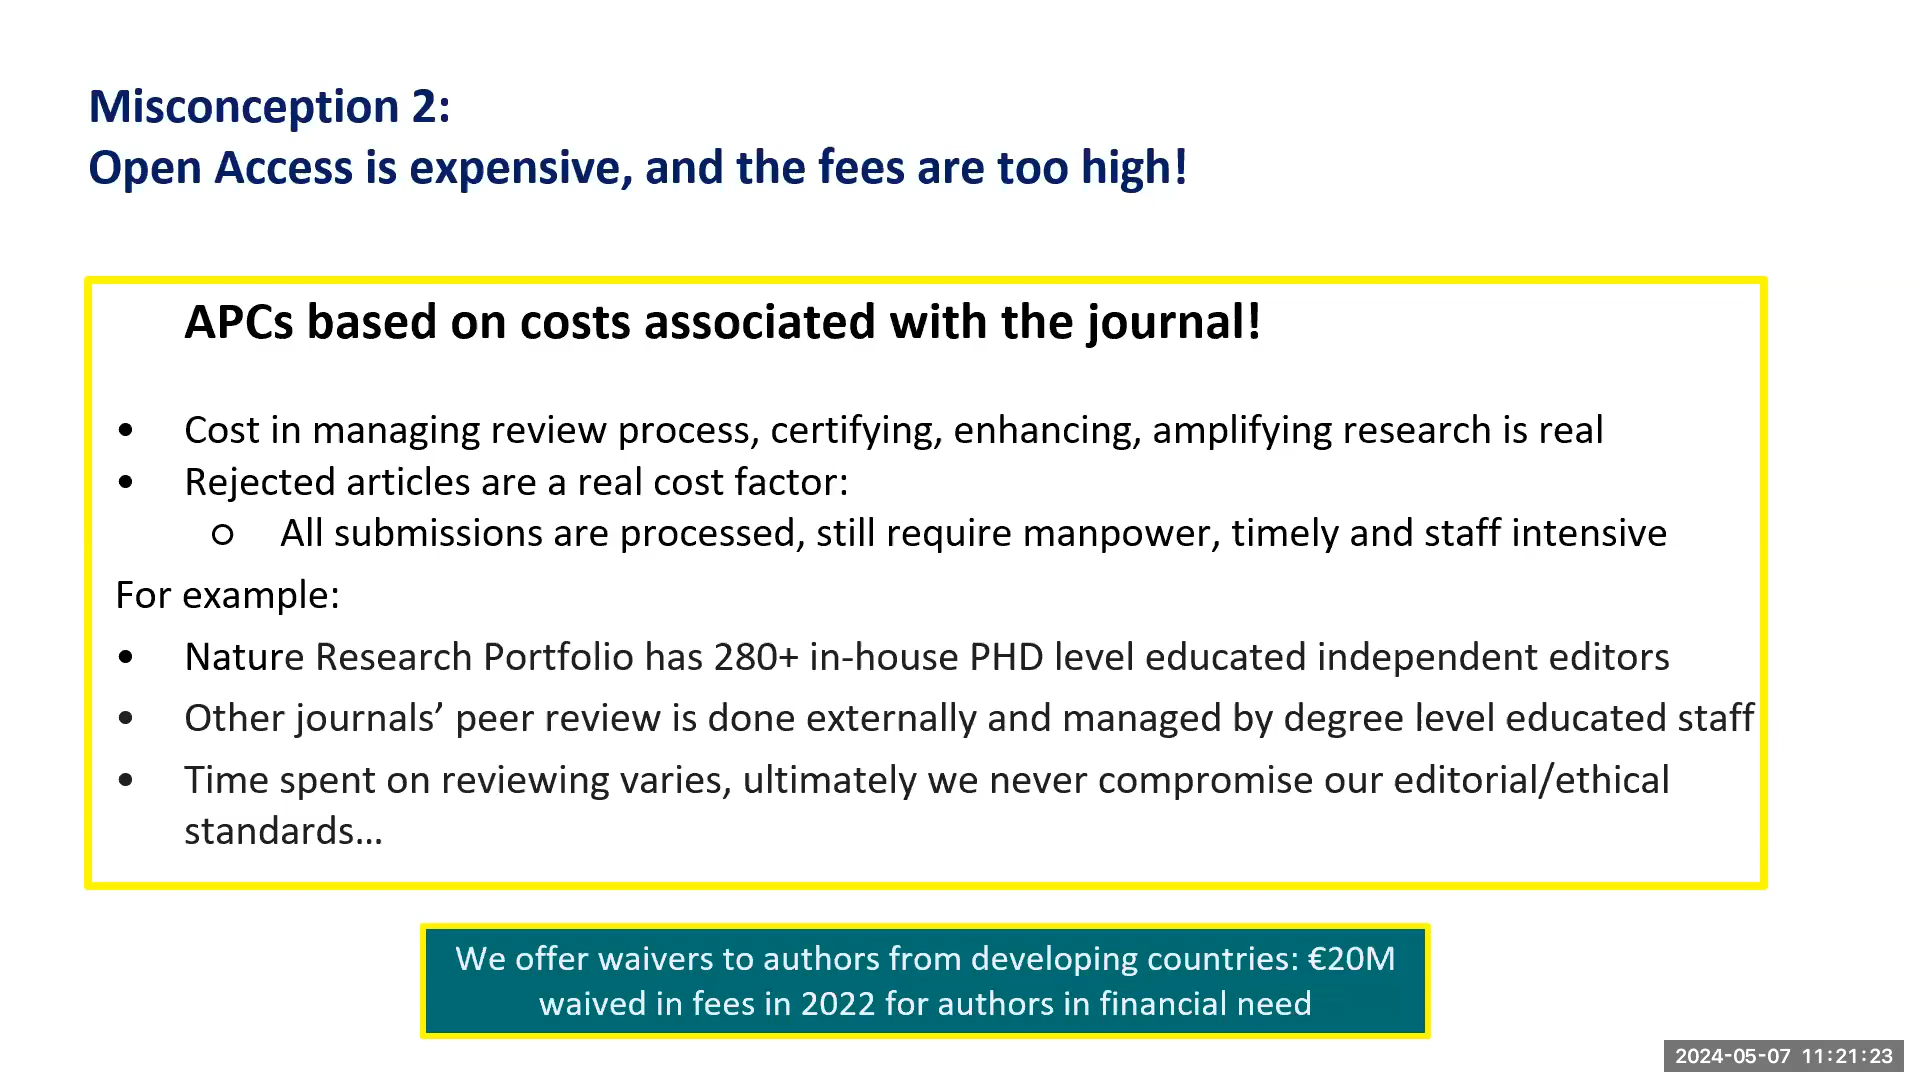 Misconception 2:
Open Access is expensive, and the fees are too high!
APCs based on costs associated with the journal!
• Cost in managing review process, certifying, enhancing, amplifying research is real
• Rejected articles are a real cost factor:
○ All submissions are processed, still require manpower, timely and staff intensive
For example:
• Nature Research Portfolio has 280+ in-house PHD level educated independent editors
• Other journals’ peer review is done externally and managed by degree level educated staff
• Time spent on reviewing varies, ultimately we never compromise our editorial/ethical
standards…
We offer waivers to authors from developing countries: €20M
waived in fees in 2022 for authors in financial need
2024-05-07 11:21:23